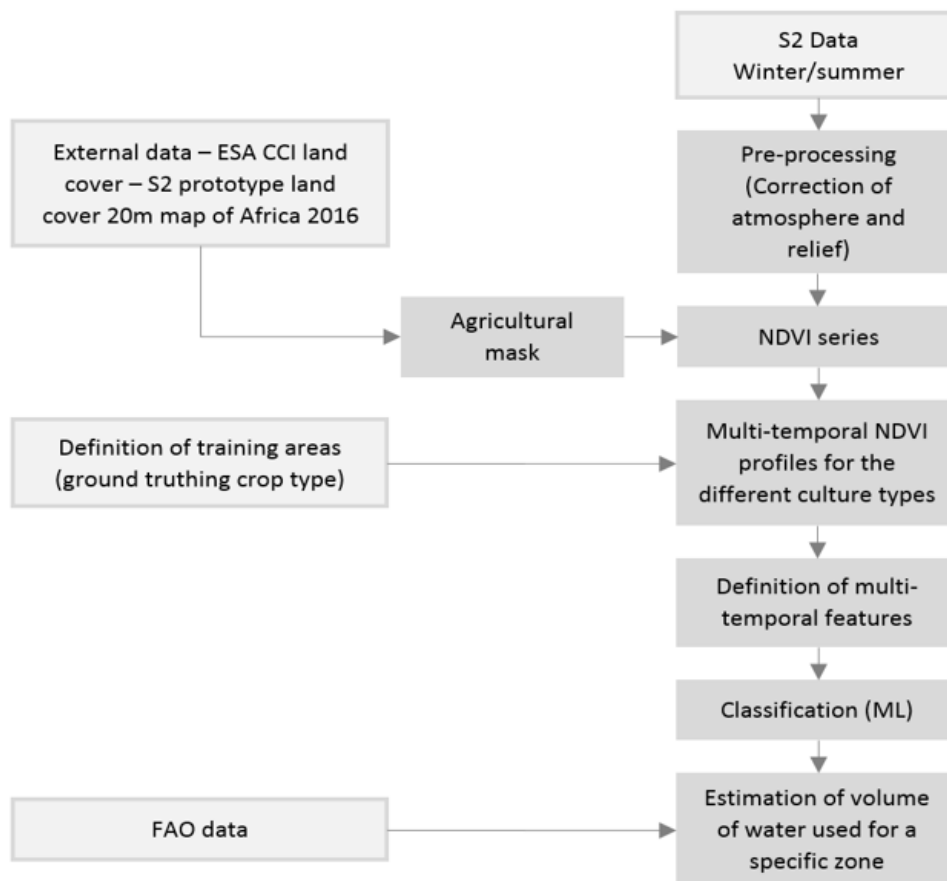 S2 Data
Winter/summer
External data – ESA CCI land
cover – S2 prototype land
cover 20m map of Africa 2016
Pre-processing
(Correction of
atmosphere and
relief)
Agricultural
mask
NDVI series
Definition of training areas
(ground truthing crop type)
Multi-temporal NDVI
profiles for the
different culture types
Definition of multi-
temporal features
Classification (ML)
FAO data
Estimation of volume
of water used for a
specific zone